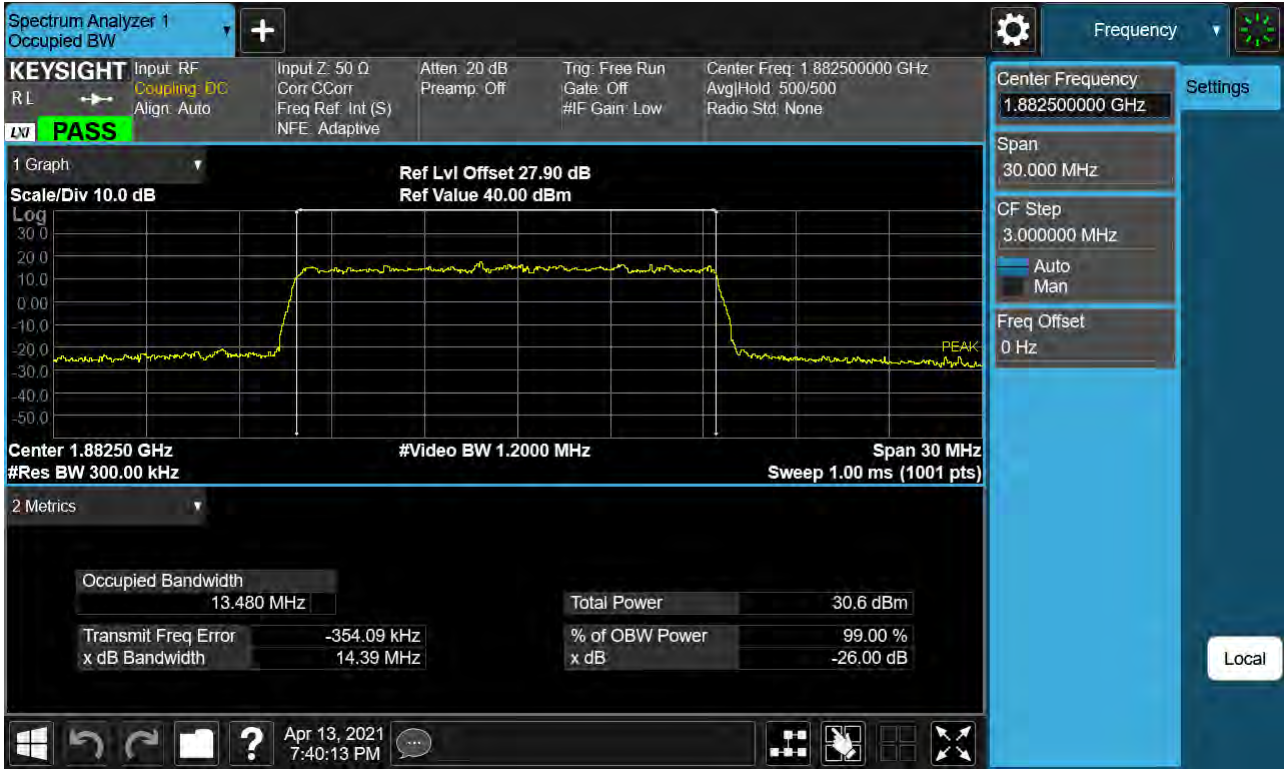 Spectrum Analyzer 1
Occupied BW
Frequency
KEYSIGHT
RL
LXI
PASS
Input: RF
Coupling: DC
Align: Auto
Input Z: 50 Ω
Corr CCorr
Freq Ref: Int (S)
NFE: Adaptive
Atten: 20 dB
Preamp: Off
Trig: Free Run
Gate: Off
#IF Gain: Low
Center Freq: 1.882500000 GHz
Avg|Hold: 500/500
Radio Std: None
1 Graph
Scale/Div 10.0 dB
Ref Lvl Offset 27.90 dB
Ref Value 40.00 dBm
Log
30.0
20.0
10.0
0.00
-10.0
-20.0
-30.0
-40.0
-50.0
PEAK
Center 1.88250 GHz
#Video BW 1.2000 MHz
Span 30 MHz
#Res BW 300.00 kHz
Sweep 1.00 ms (1001 pts)
2 Metrics
Occupied Bandwidth
13.480 MHz
Total Power 30.6 dBm
Transmit Freq Error -354.09 kHz
% of OBW Power 99.00 %
x dB Bandwidth 14.39 MHz
x dB -26.00 dB
Center Frequency
1.882500000 GHz
Settings
Span
30.000 MHz
CF Step
3.000000 MHz
Auto
Man
Freq Offset
0 Hz
Local
?
Apr 13, 2021
7:40:13 PM